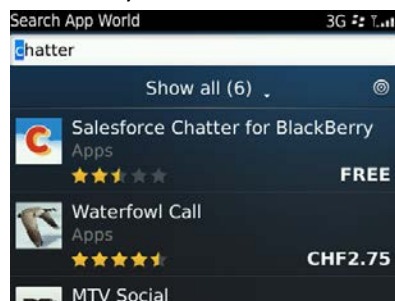 Search App World 3G
chatter
Show all (6)
Salesforce Chatter for BlackBerry
Apps
FREE
Waterfowl Call
Apps
CHF2.75
MTV Social